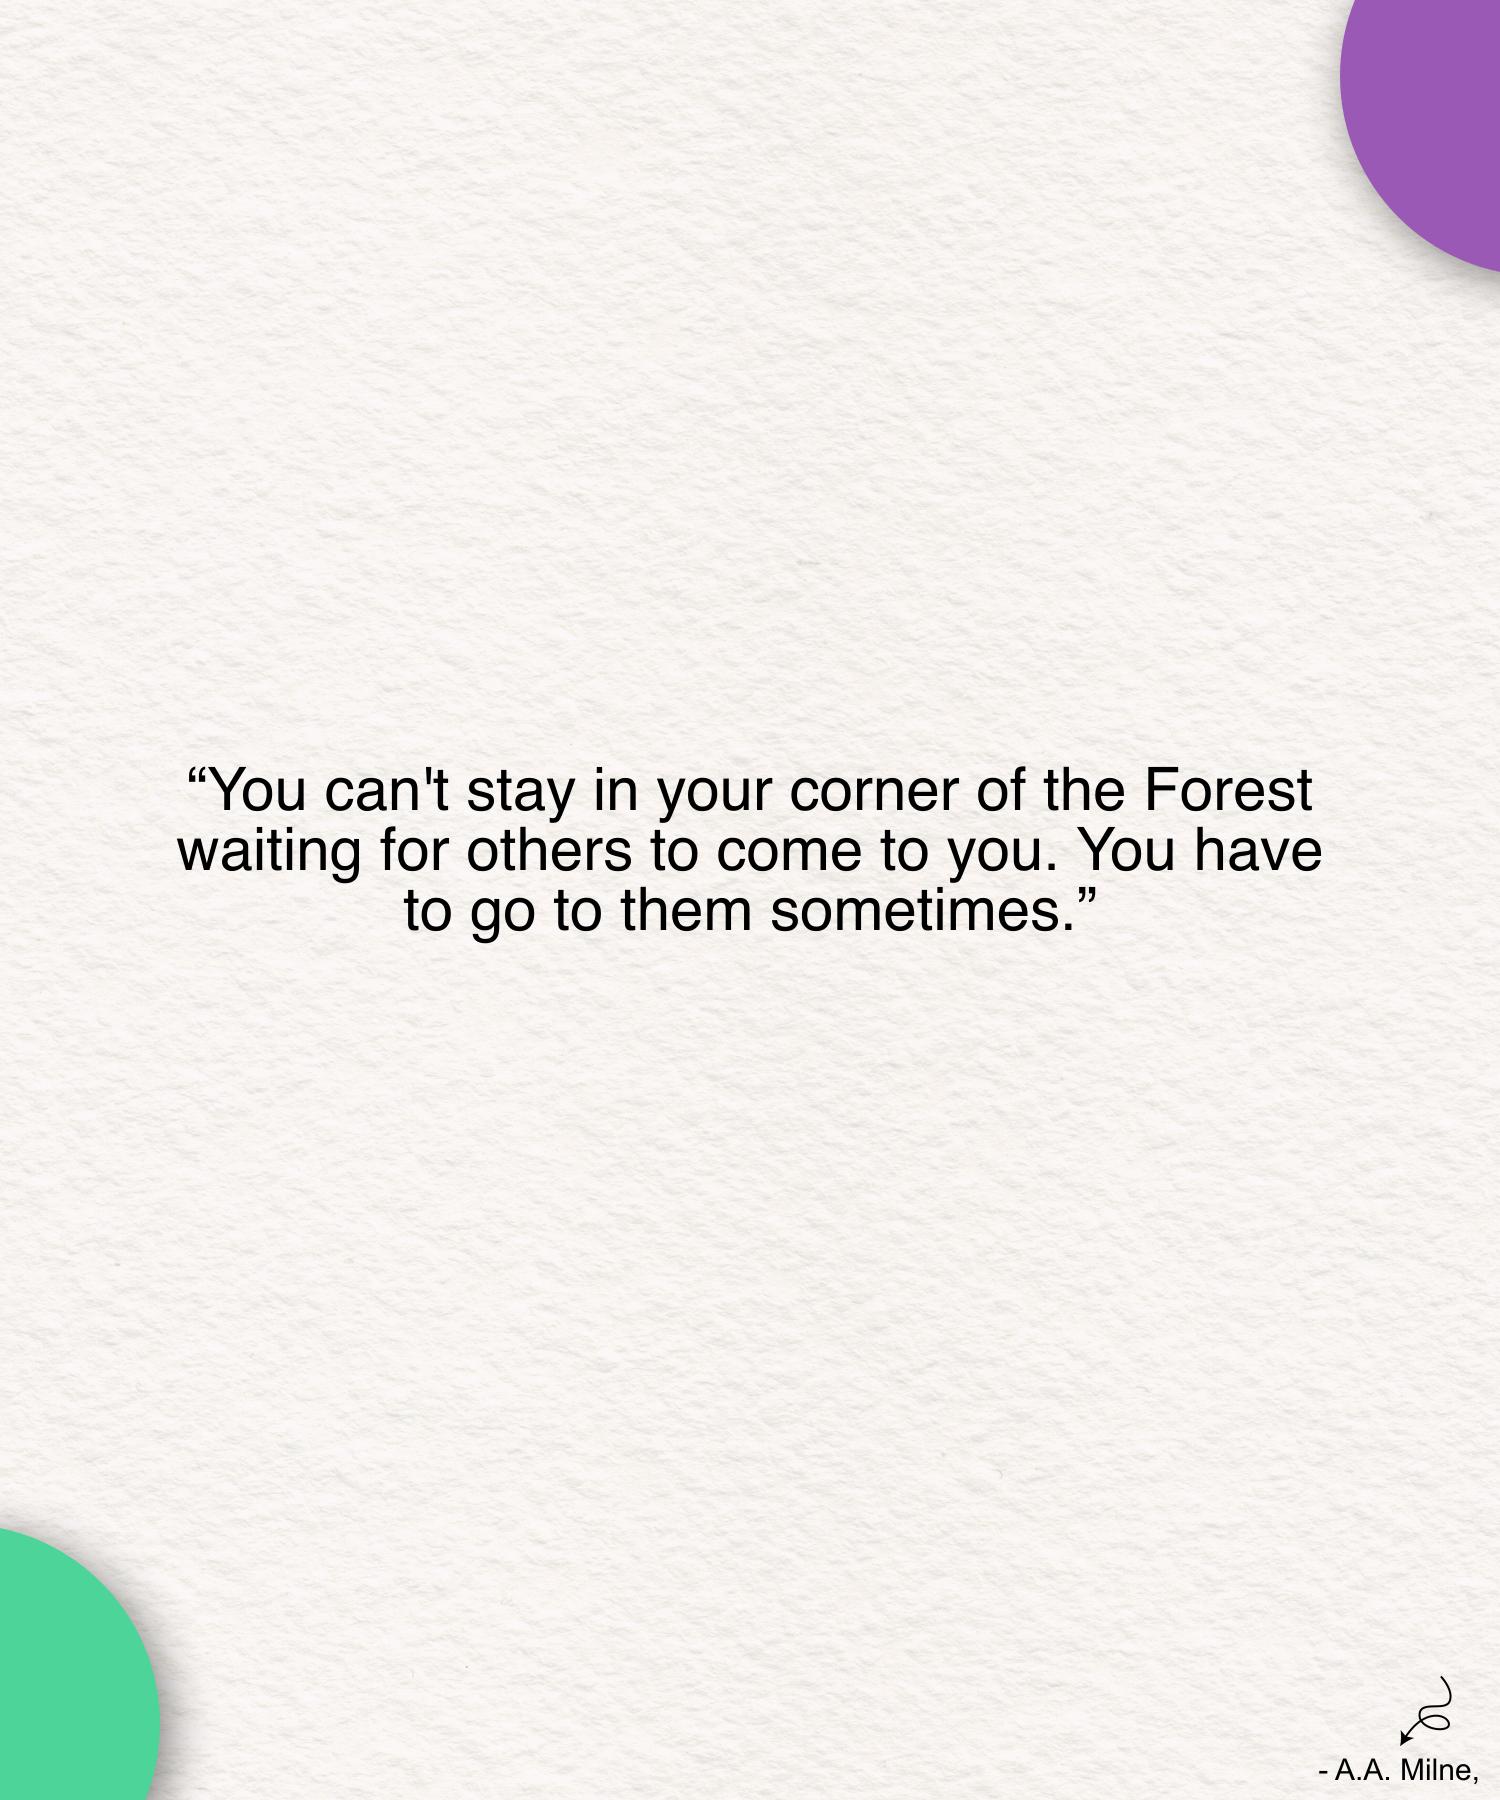 “You can't stay in your corner of the Forest
waiting for others to come to you. You have
to go to them sometimes.”
- A.A. Milne,